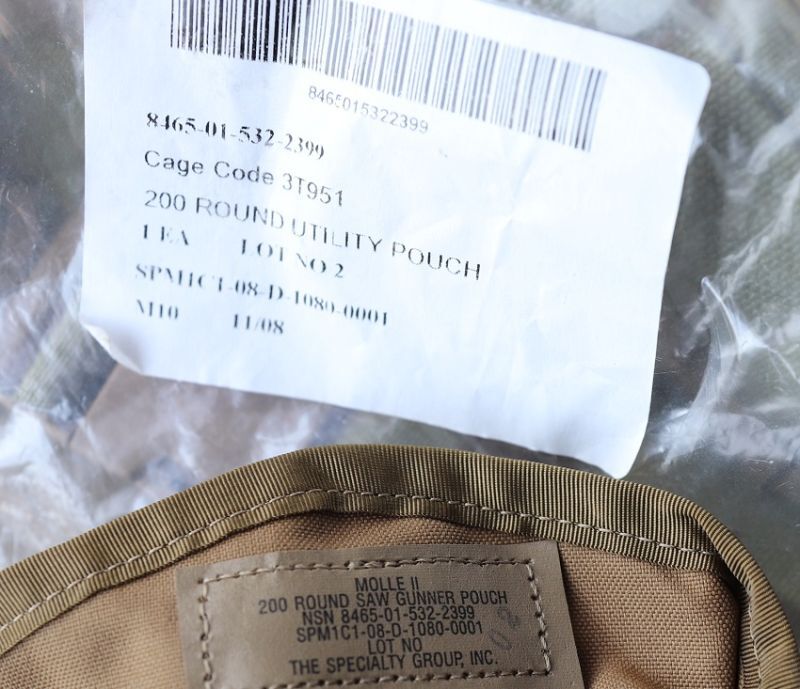 8465015322399
8465-01-532-2399
Cage Code 3T951
200 ROUND UTILITY POUCH
1 EA LOT NO 2
SPM1C1-08-D-1080-0001
M10 11/08
MOLLE II
200 ROUND SAW GUNNER POUCH
NSN 8465-01-532-2399
SPM1C1-08-D-1080-0001
LOT NO
THE SPECIALTY GROUP, INC.